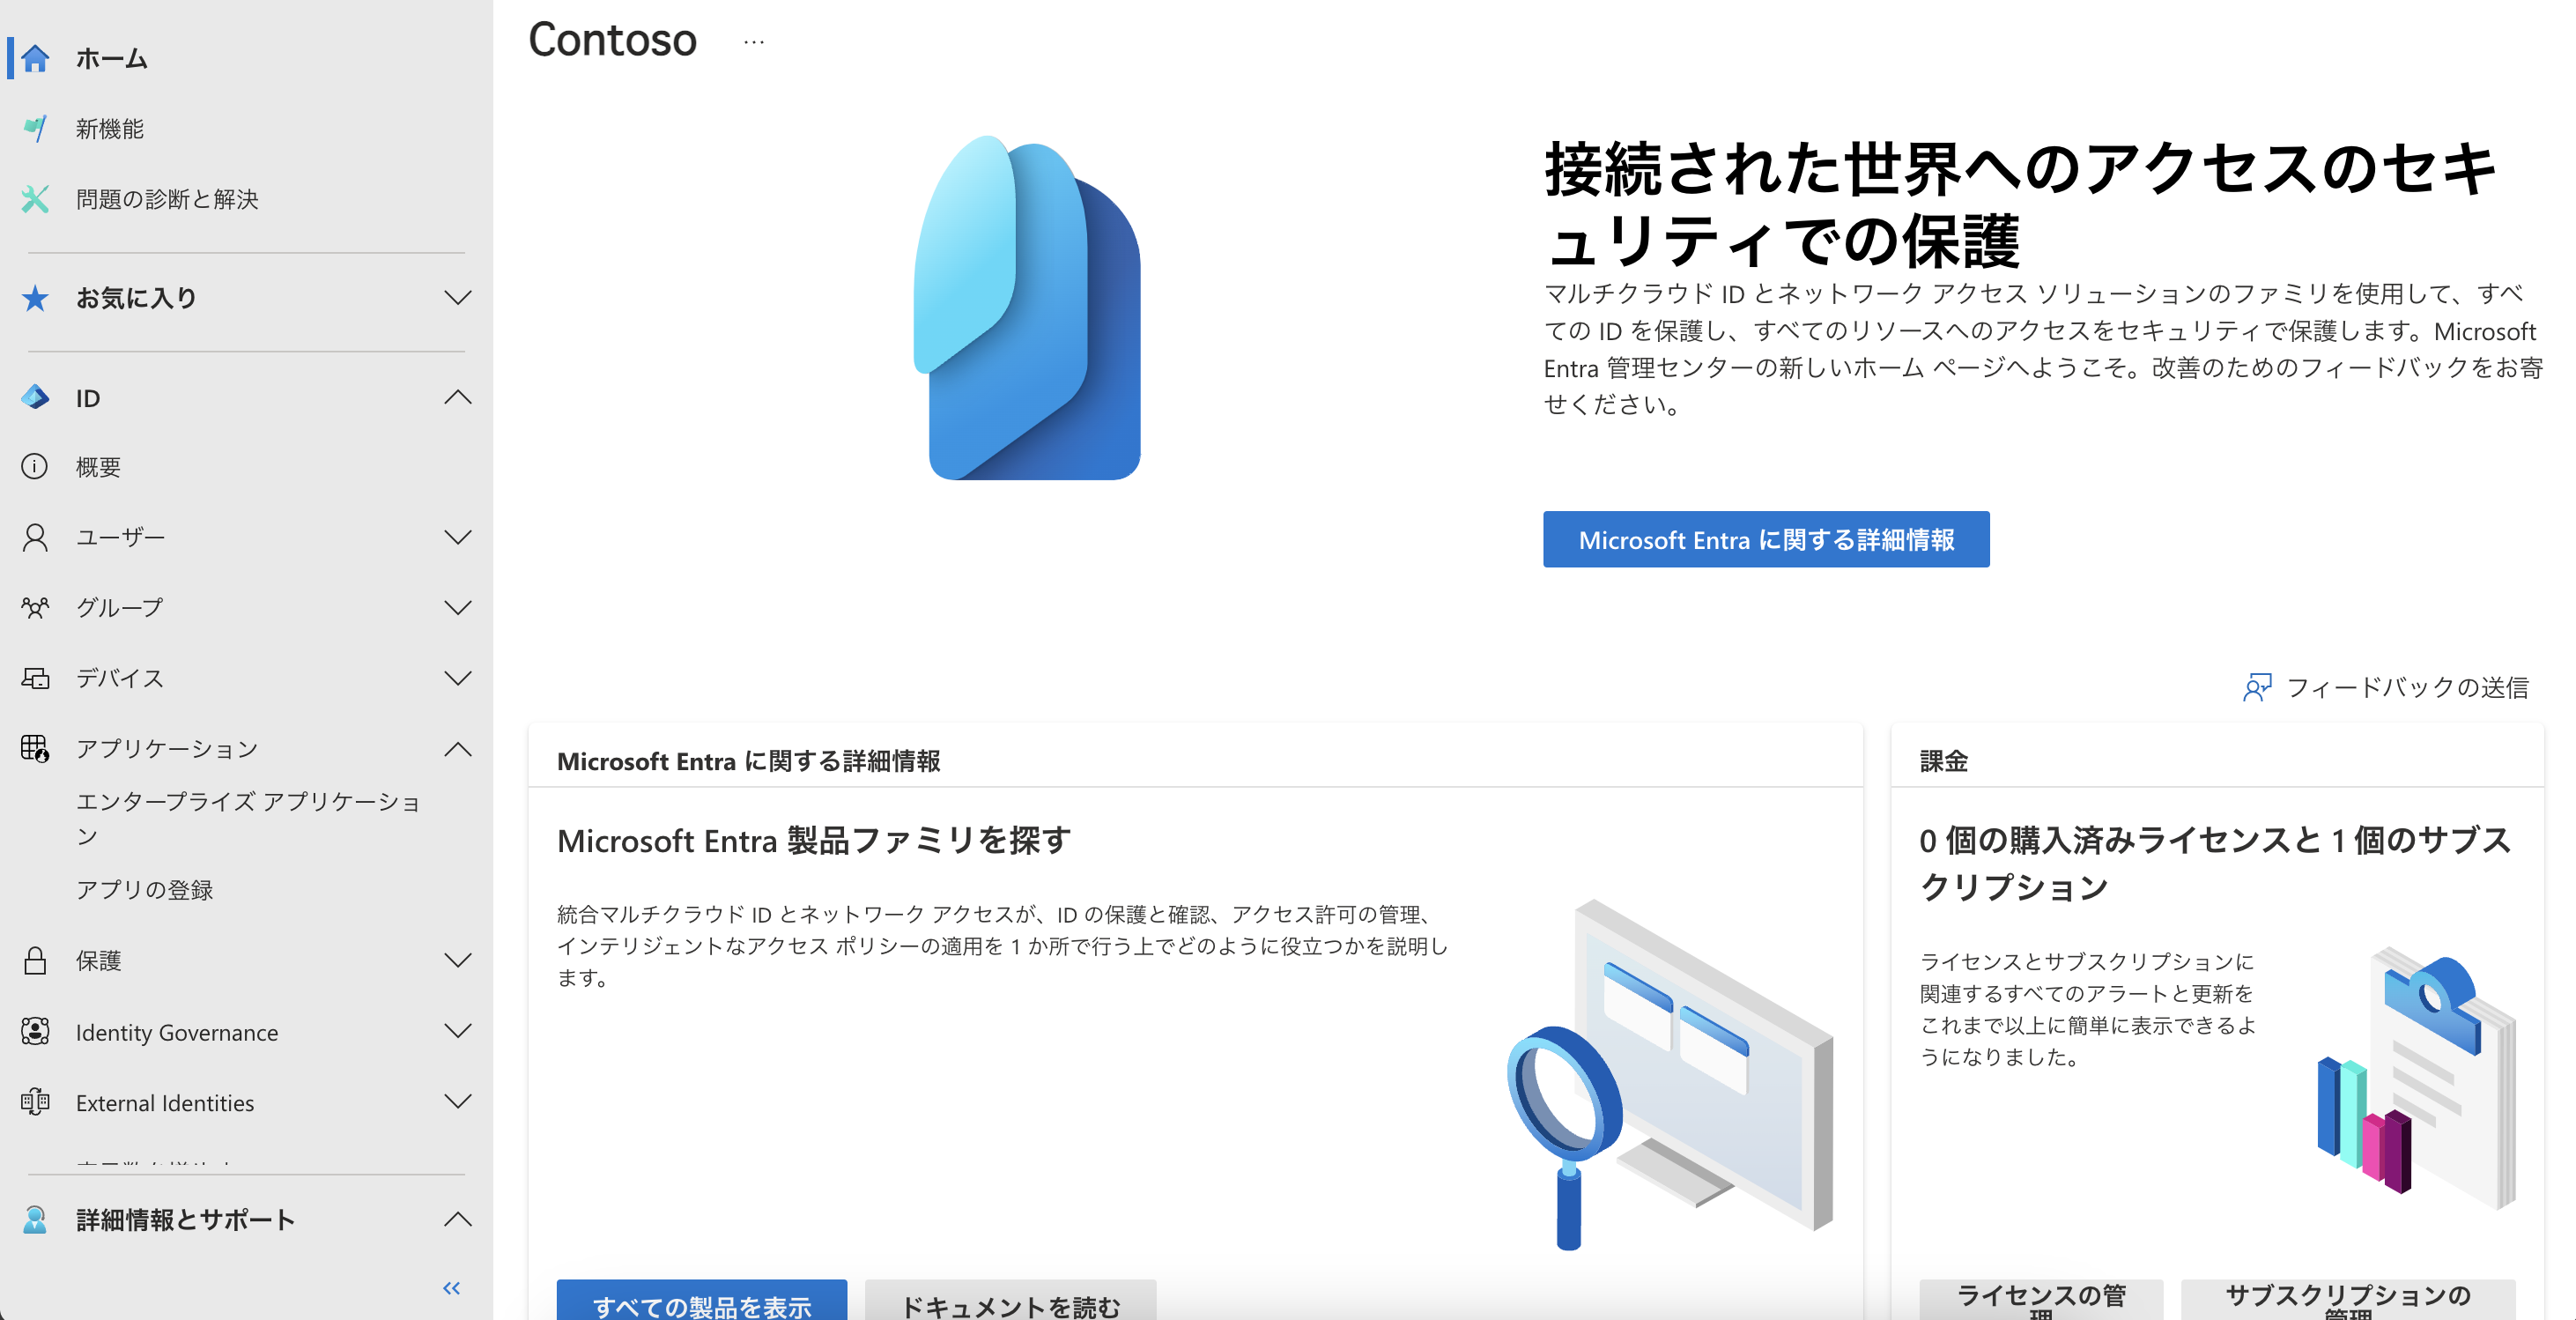 ホーム
新機能
問題の診断と解決
お気に入り
ID
概要
ユーザー
グループ
デバイス
アプリケーション
エンタープライズ アプリケーショ
ン
アプリの登録
保護
Identity Governance
External Identities
詳細情報とサポート
Contoso ...
接続された世界へのアクセスのセキ
ュリティでの保護
マルチクラウド ID とネットワーク アクセス ソリューションのファミリを使用して、すべ
ての ID を保護し、すべてのリソースへのアクセスをセキュリティで保護します。Microsoft
Entra 管理センターの新しいホーム ページへようこそ。改善のためのフィードバックをお寄
せください。
Microsoft Entra に関する詳細情報
フィードバックの送信
Microsoft Entra に関する詳細情報
Microsoft Entra 製品ファミリを探す
統合マルチクラウド ID とネットワーク アクセスが、ID の保護と確認、アクセス許可の管理、
インテリジェントなアクセス ポリシーの適用を 1 か所で行う上でどのように役立つかを説明し
ます。
すべての製品を表示
ドキュメントを読む
課金
0 個の購入済みライセンスと 1 個のサブス
クリプション
ライセンスとサブスクリプションに
関連するすべてのアラートと更新を
これまで以上に簡単に表示できるよ
うになりました。
ライセンスの管
理
サブスクリプションの
管理